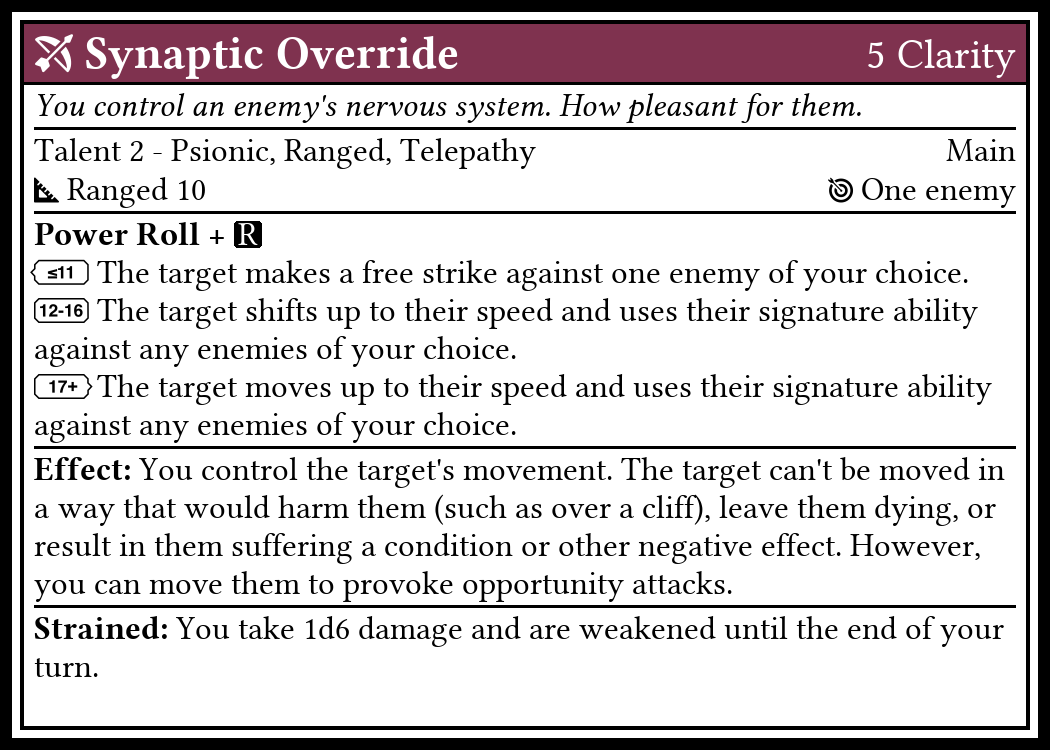 Synaptic Override 5 Clarity
You control an enemy's nervous system. How pleasant for them.
Talent 2 - Psionic, Ranged, Telepathy Main
Ranged 10 One enemy
Power Roll + R
≤11 The target makes a free strike against one enemy of your choice.
12-16 The target shifts up to their speed and uses their signature ability
against any enemies of your choice.
17+ The target moves up to their speed and uses their signature ability
against any enemies of your choice.
Effect: You control the target's movement. The target can't be moved in
a way that would harm them (such as over a cliff), leave them dying, or
result in them suffering a condition or other negative effect. However,
you can move them to provoke opportunity attacks.
Strained: You take 1d6 damage and are weakened until the end of your
turn.